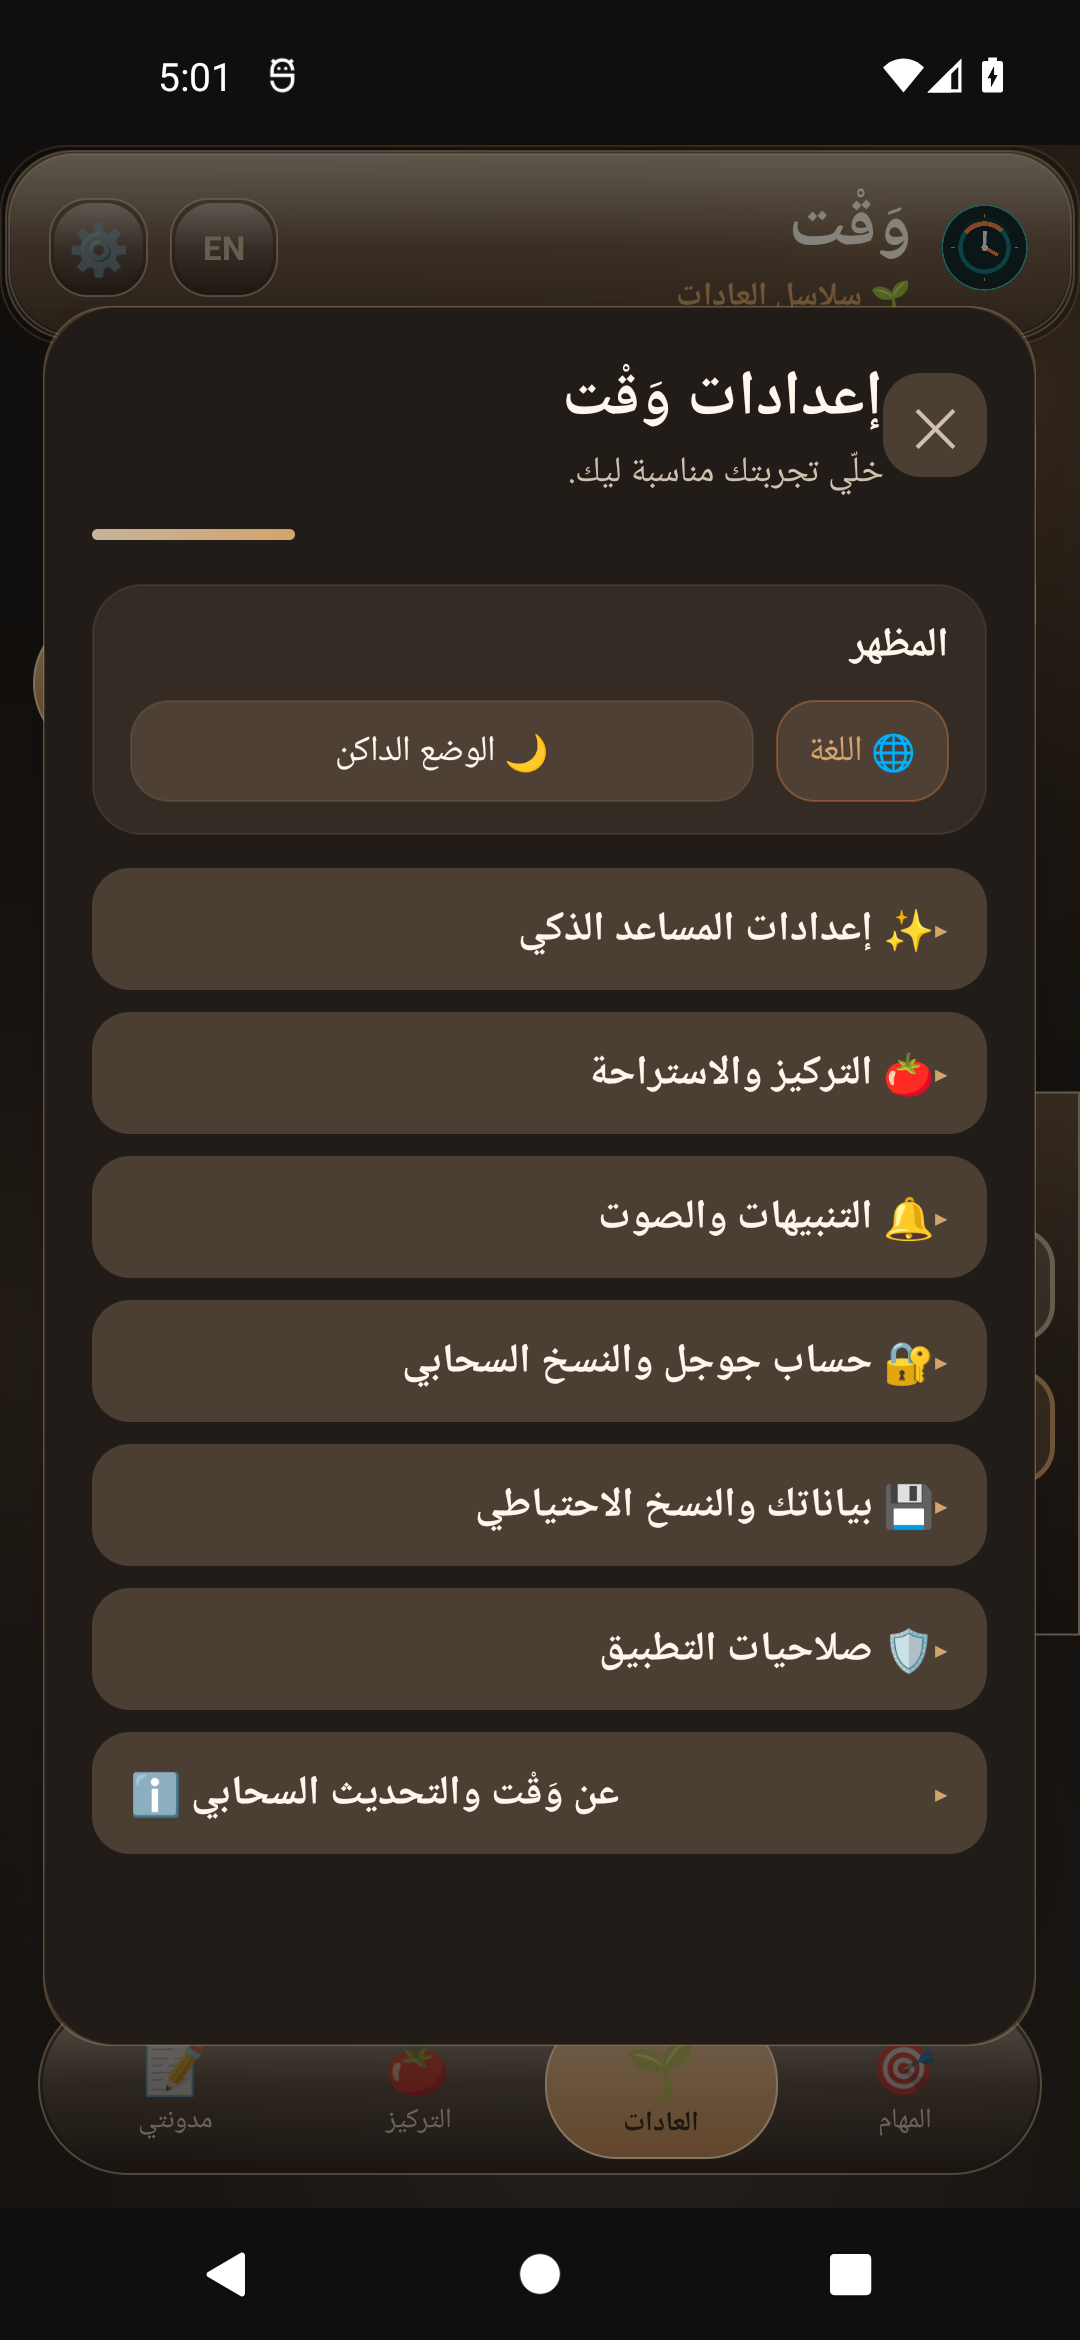 5:01
وَقْت
EN
🌱 سلاسل العادات
إعدادات وَقْت
خلّي تجربتك مناسبة ليك.
المظهر
🌐 اللغة
🌙 الوضع الداكن
✨ إعدادات المساعد الذكي
🍅 التركيز والاستراحة
🔔 التنبيهات والصوت
🔐 حساب جوجل والنسخ السحابي
💾 بياناتك والنسخ الاحتياطي
🛡️ صلاحيات التطبيق
عن وَقْت والتحديث السحابي ℹ️
المهام
العادات
التركيز
مدونتي